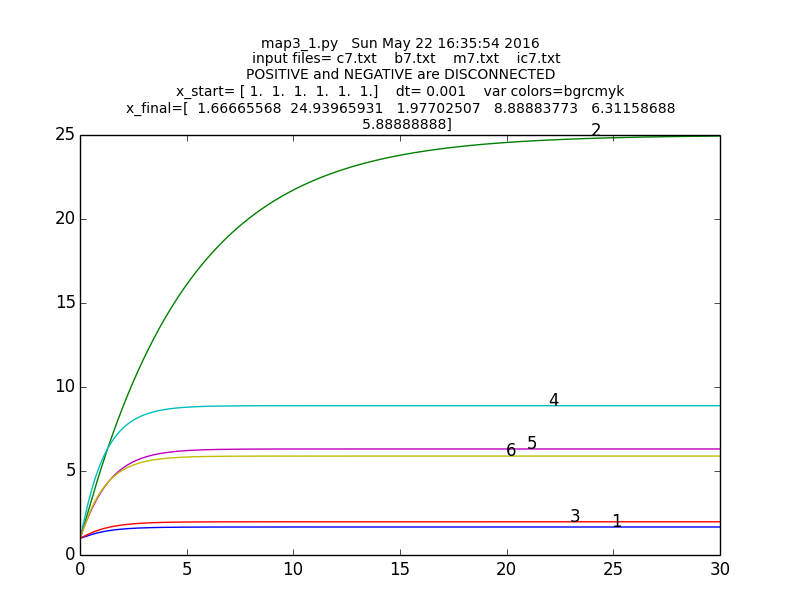 map3_1.py   Sun May 22 16:35:54 2016
input files= c7.txt    b7.txt    m7.txt    ic7.txt
POSITIVE and NEGATIVE are DISCONNECTED
x_start= [ 1.  1.  1.  1.  1.  1.]    dt= 0.001    var colors=bgrcmyk
x_final=[  1.66665568  24.93965931   1.97702507   8.88883773   6.31158688
5.88888888]
25
2
20
15
10
4
5
6
5
3
1
0
0 5 10 15 20 25 30